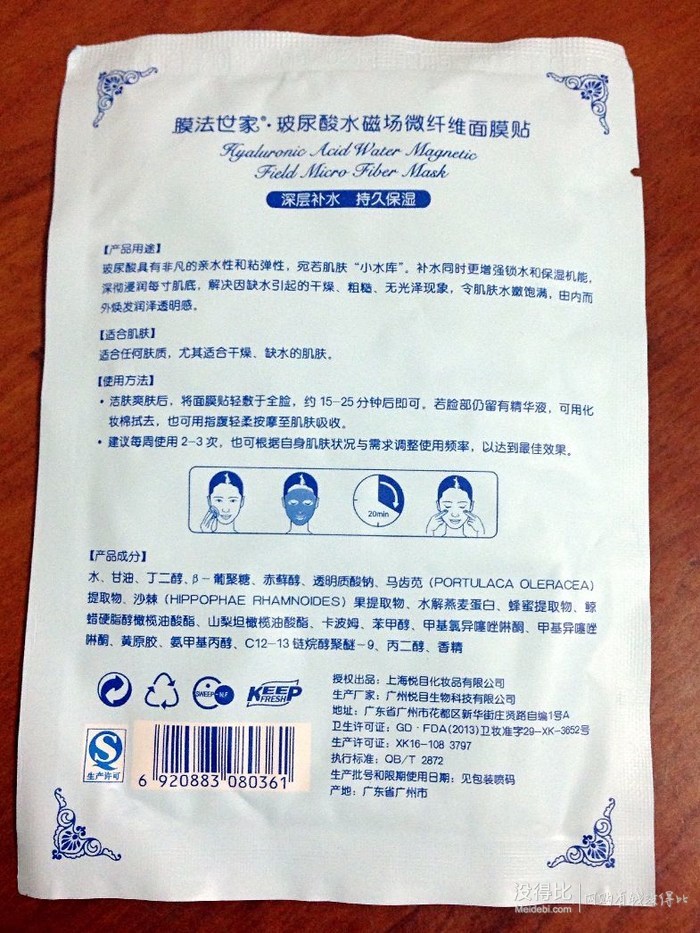 膜法世家®·玻尿酸水磁场微纤维面膜贴
Hyaluronic Acid Water Magnetic
Field Micro Fiber Mask
深层补水 持久保湿
【产品用途】
玻尿酸具有非凡的亲水性和粘弹性，宛若肌肤“小水库”。补水同时更增强锁水和保湿机能，
深彻浸润每寸肌底，解决因缺水引起的干燥、粗糙、无光泽现象，令肌肤水嫩饱满，由内而
外焕发润泽透明感。
【适合肌肤】
适合任何肤质，尤其适合干燥、缺水的肌肤。
【使用方法】
• 洁肤爽肤后，将面膜贴轻敷于全脸，约15-25分钟后即可。若脸部仍留有精华液，可用化
妆棉拭去，也可用指腹轻柔按摩至肌肤吸收。
• 建议每周使用2-3次，也可根据自身肌肤状况与需求调整使用频率，以达到最佳效果。
20min
【产品成分】
水、甘油、丁二醇、β-葡聚糖、赤藓醇、透明质酸钠、马齿苋（PORTULACA OLERACEA）
提取物、沙棘（HIPPOPHAE RHAMNOIDES）果提取物、水解燕麦蛋白、蜂蜜提取物、鲸
蜡硬脂醇橄榄油酸酯、山梨坦橄榄油酸酯、卡波姆、苯甲醇、甲基氯异噻唑啉酮、甲基异噻唑
啉酮、黄原胶、氨甲基丙醇、C12-13链烷醇聚醚-9、丙二醇、香精
SWEEP N.F.
KEEP
FRESH
授权出品：上海悦目化妆品有限公司
生产厂家：广州悦目生物科技有限公司
地址：广东省广州市花都区新华街庄贤路自编1号A
卫生许可证：GD·FDA(2013)卫妆准字29-XK-3652号
生产许可证：XK16-108 3797
执行标准：QB/T 2872
生产批号和限期使用日期：见包装喷码
产地：广东省广州市
QS
生产许可
6 920883 080361
没得比
Meidebi.com